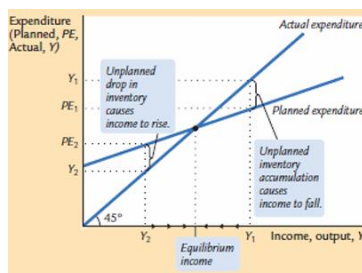 Expenditure
(Planned, PE,
Actual, Y)
Actual expenditure
Y₁
Unplanned
drop in
inventory
causes
income to rise.
PE₁
Planned expenditure
PE₂
Y₂
Unplanned
inventory
accumulation
causes
income to fall.
45°
Y₂
Y₁
Income, output, Y
Equilibrium
income